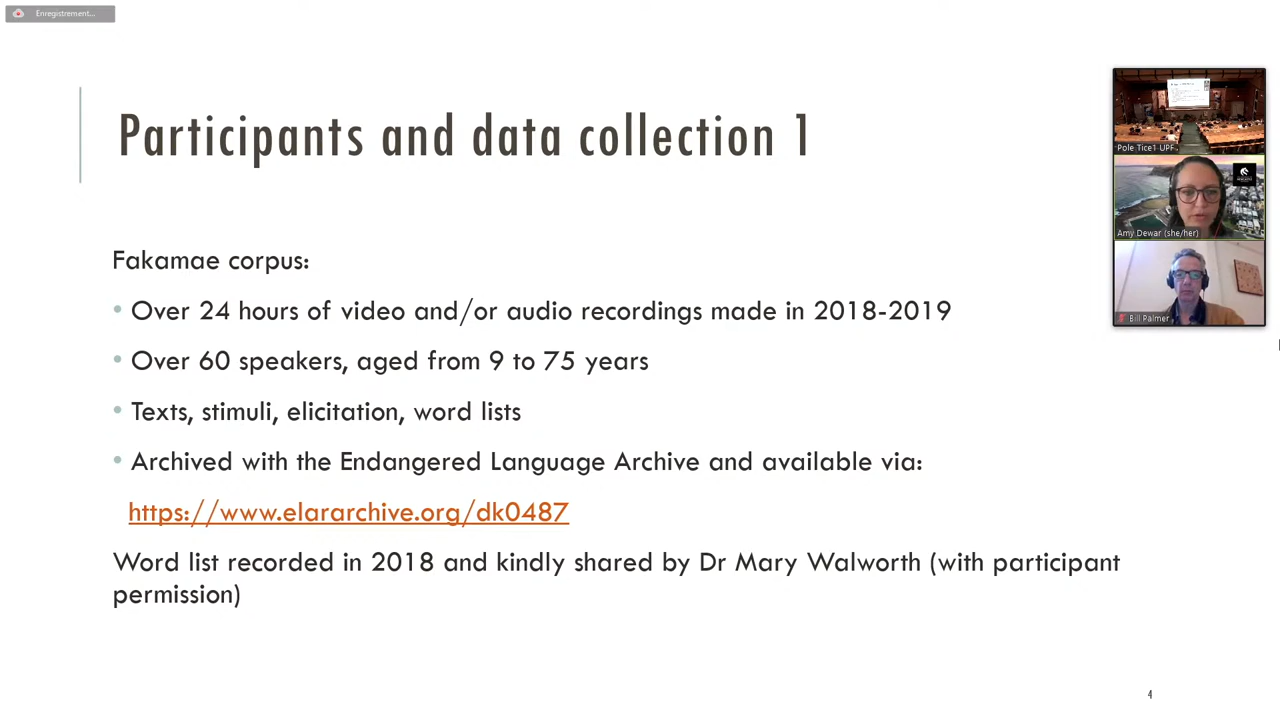 Enregistrement...
Participants and data collection 1
Pole Tice1 UPF
Amy Dewar (she/her)
Bill Palmer
Fakamae corpus:
• Over 24 hours of video and/or audio recordings made in 2018-2019
• Over 60 speakers, aged from 9 to 75 years
• Texts, stimuli, elicitation, word lists
• Archived with the Endangered Language Archive and available via:
https://www.elararchive.org/dk0487
Word list recorded in 2018 and kindly shared by Dr Mary Walworth (with participant
permission)
4